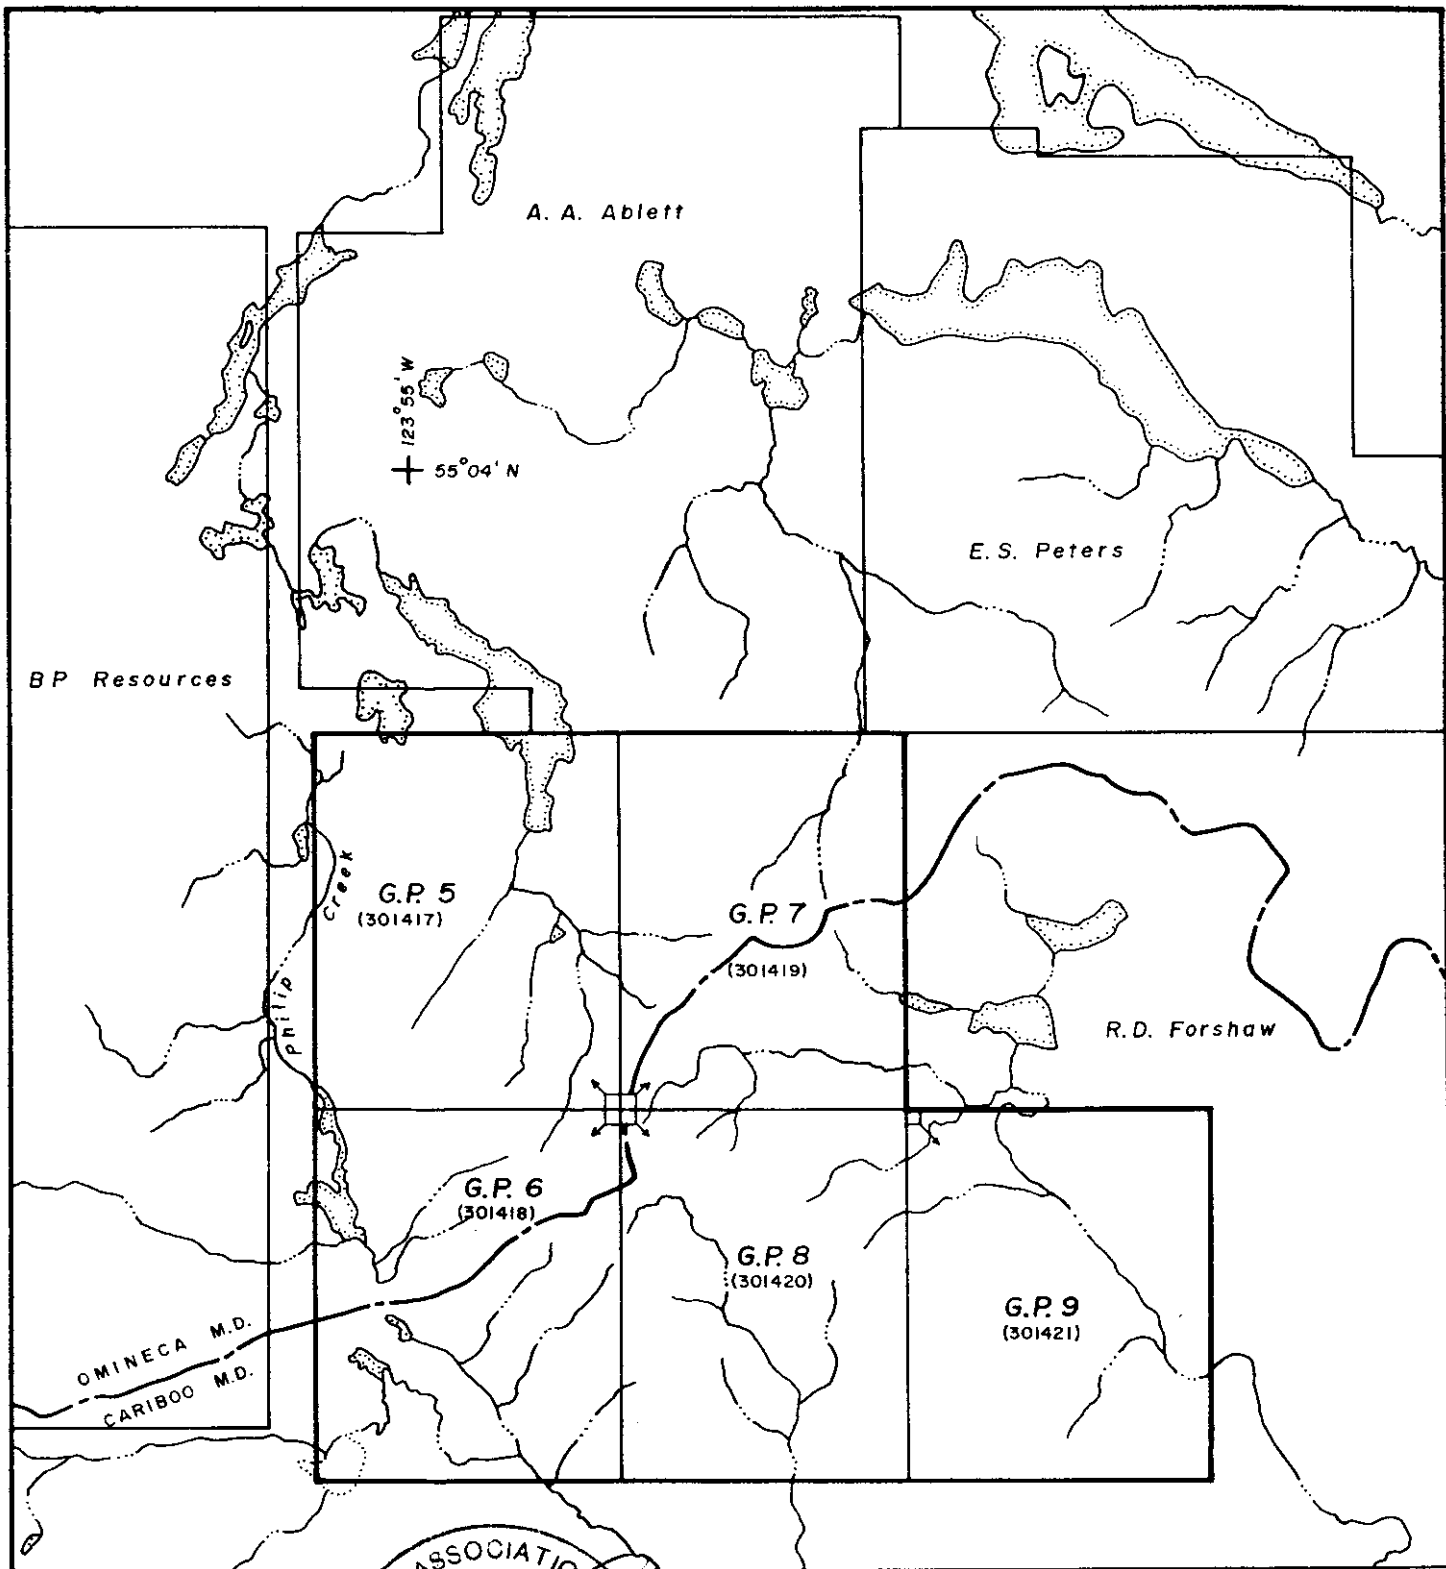 A. A. Ablett
123°55' W
55°04' N
E. S. Peters
BP Resources
G.P. 5
(301417)
Philip Creek
G.P. 7
(301419)
R.D. Forshaw
G.P. 6
(301418)
G.P. 8
(301420)
G.P. 9
(301421)
OMINECA M.D.
CARIBOO M.D.
ASSOCIATIO